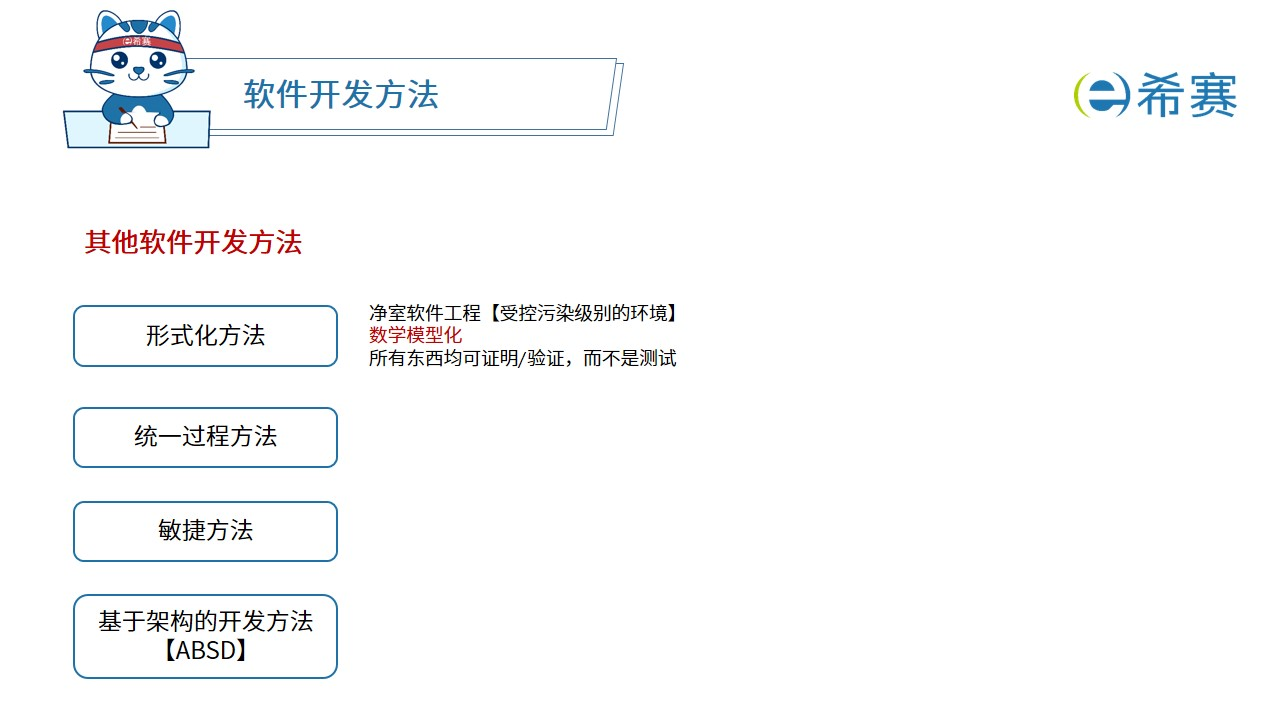 希赛
软件开发方法
希赛
其他软件开发方法
形式化方法
净室软件工程【受控污染级别的环境】
数学模型化
所有东西均可证明/验证，而不是测试
统一过程方法
敏捷方法
基于架构的开发方法
【ABSD】